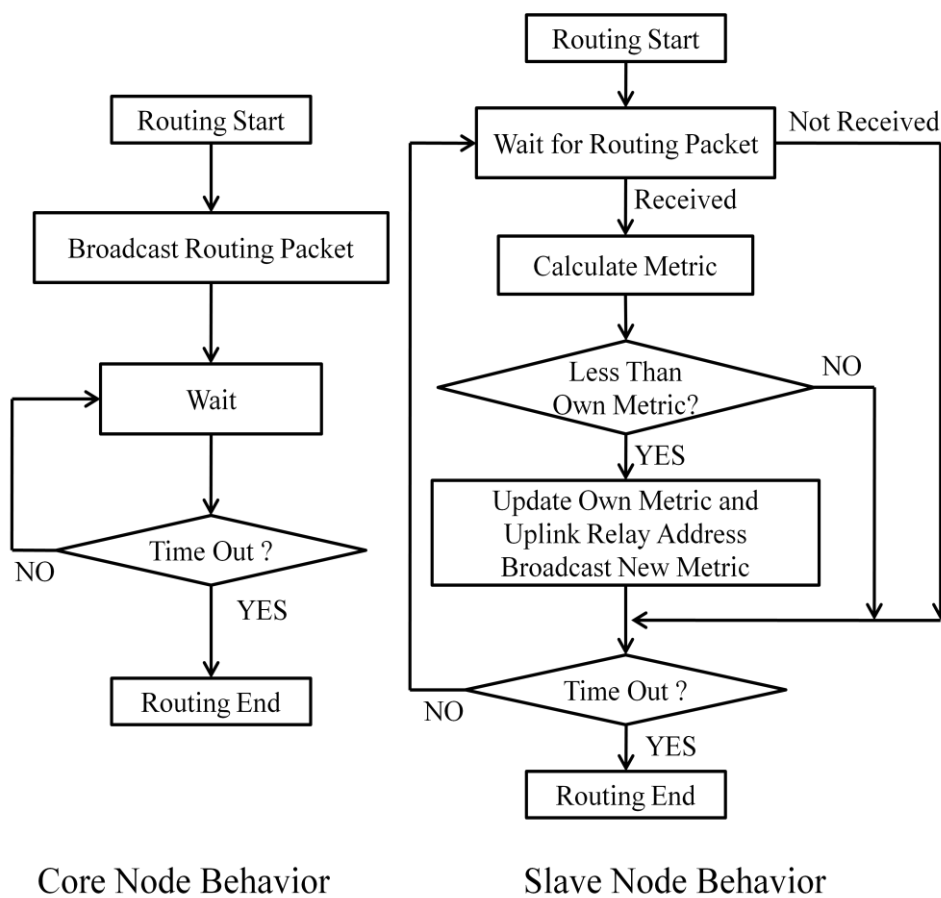 Routing Start
Broadcast Routing Packet
Wait
Time Out ?
NO
YES
Routing End
Core Node Behavior
Routing Start
Wait for Routing Packet
Not Received
Received
Calculate Metric
Less Than
Own Metric?
NO
YES
Update Own Metric and
Uplink Relay Address
Broadcast New Metric
Time Out ?
NO
YES
Routing End
Slave Node Behavior